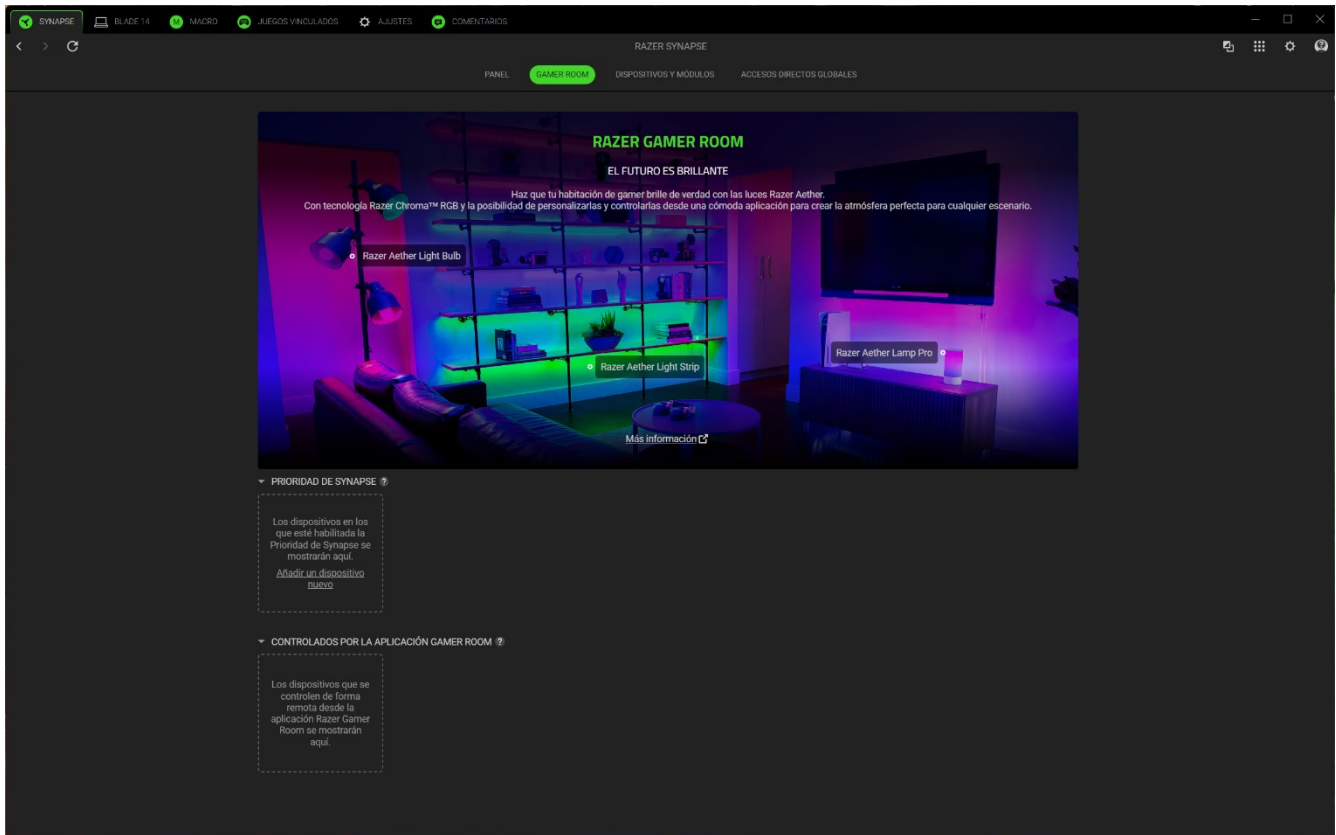 SYNAPSE
BLADE 14
MACRO
JUEGOS VINCULADOS
AJUSTES
COMENTARIOS
RAZER SYNAPSE
PANEL
GAMER ROOM
DISPOSITIVOS Y MÓDULOS
ACCESOS DIRECTOS GLOBALES
RAZER GAMER ROOM
EL FUTURO ES BRILLANTE
Haz que tu habitación de gamer brille de verdad con las luces Razer Aether.
Con tecnología Razer Chroma™ RGB y la posibilidad de personalizarlas y controlarlas desde una cómoda aplicación para crear la atmósfera perfecta para cualquier escenario.
Razer Aether Light Bulb
Razer Aether Lamp Pro
Razer Aether Light Strip
Más información
PRIORIDAD DE SYNAPSE ?
Los dispositivos en los
que esté habilitada la
Prioridad de Synapse se
mostrarán aquí.
Añadir un dispositivo
nuevo
CONTROLADOS POR LA APLICACIÓN GAMER ROOM ?
Los dispositivos que se
controlen de forma
remota desde la
aplicación Razer Gamer
Room se mostrarán
aquí.